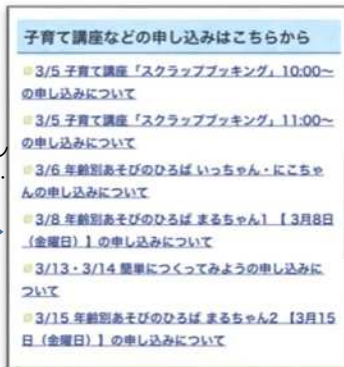 子育て講座などの申し込みはこちらから
3/5 子育て講座「スクラップブッキング」10:00～
の申し込みについて
3/5 子育て講座「スクラップブッキング」11:00～
の申し込みについて
3/6 年齢別あそびのひろば いっちゃん・にこちゃ
んの申し込みについて
3/8 年齢別あそびのひろば まるちゃん1 【 3月8日
（金曜日）】の申し込みについて
3/13・3/14 簡単につくってみようの申し込みに
ついて
3/15 年齢別あそびのひろば まるちゃん2 【3月15
日（金曜日）】の申し込みについて